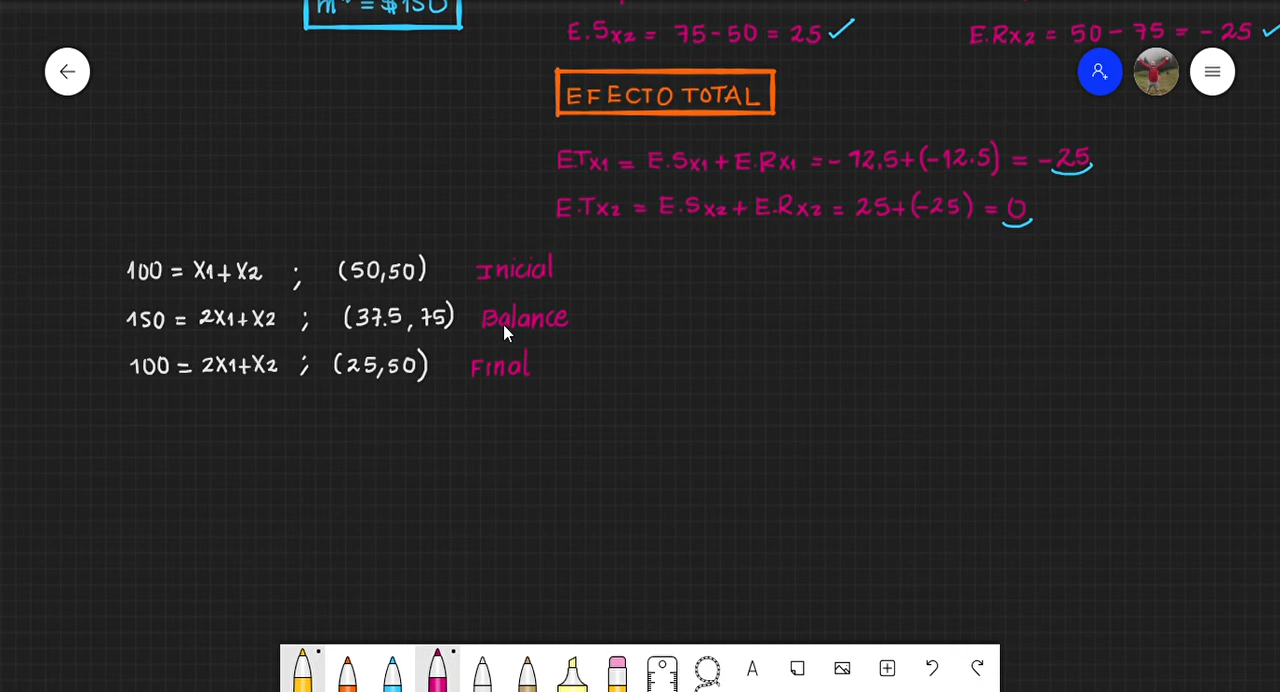 m' = $150
E.Sx2 = 75-50 = 25 ✓
E.Rx2 = 50-75 = -25 ✓
EFECTO TOTAL
E.Tx1 = E.Sx1 + E.Rx1 = -12,5+(-12.5) = -25
E.Tx2 = E.Sx2 + E.Rx2 = 25+(-25) = 0
100 = X1+X2 ; (50,50) Inicial
150 = 2X1+X2 ; (37.5, 75) Balance
100 = 2X1+X2 ; (25,50) Final
A